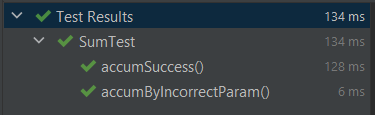 Test Results 134 ms
SumTest 134 ms
accumSuccess() 128 ms
accumByIncorrectParam() 6 ms